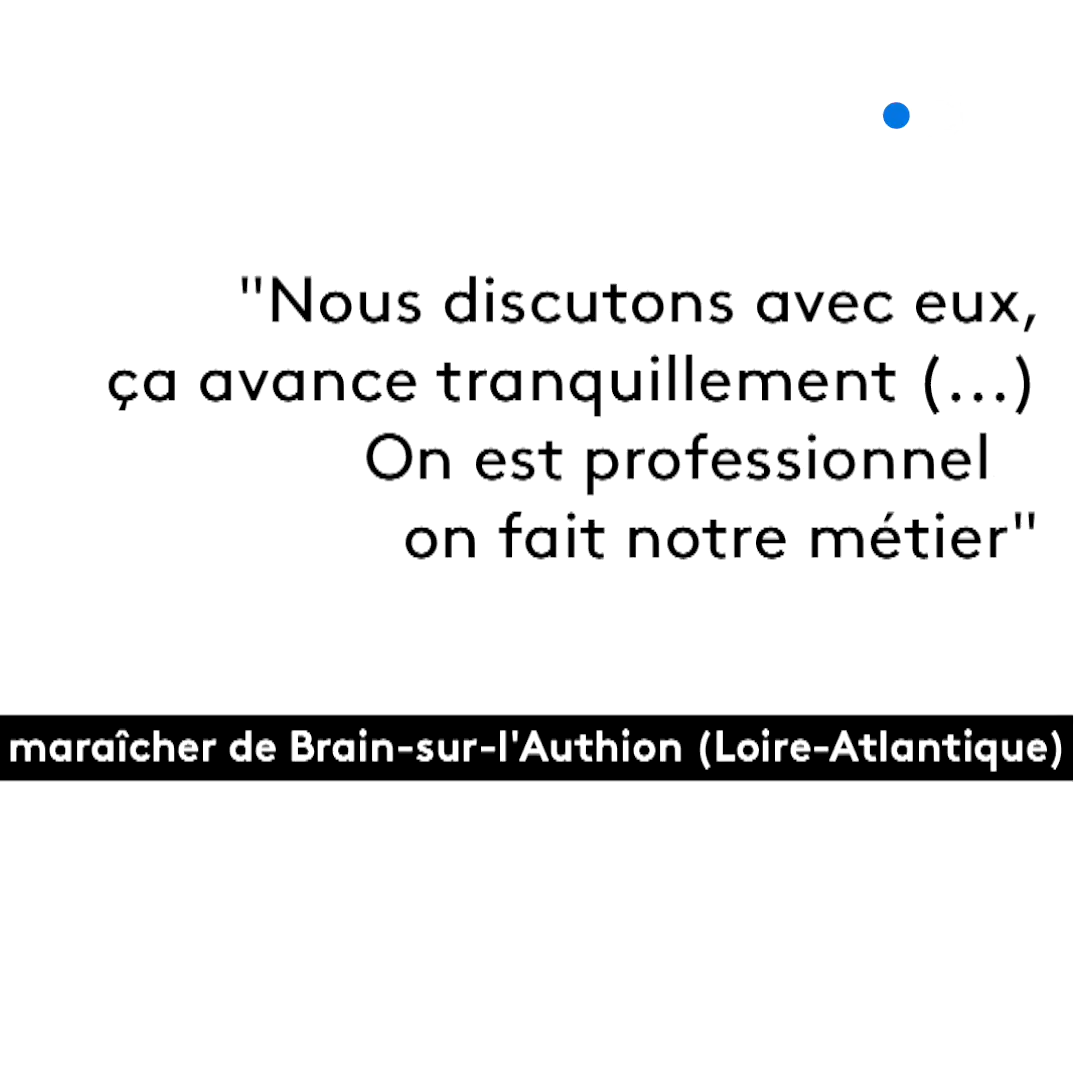 "Nous discutons avec eux,
ça avance tranquillement (...)
On est professionnel
on fait notre métier"
maraîcher de Brain-sur-l'Authion (Loire-Atlantique)